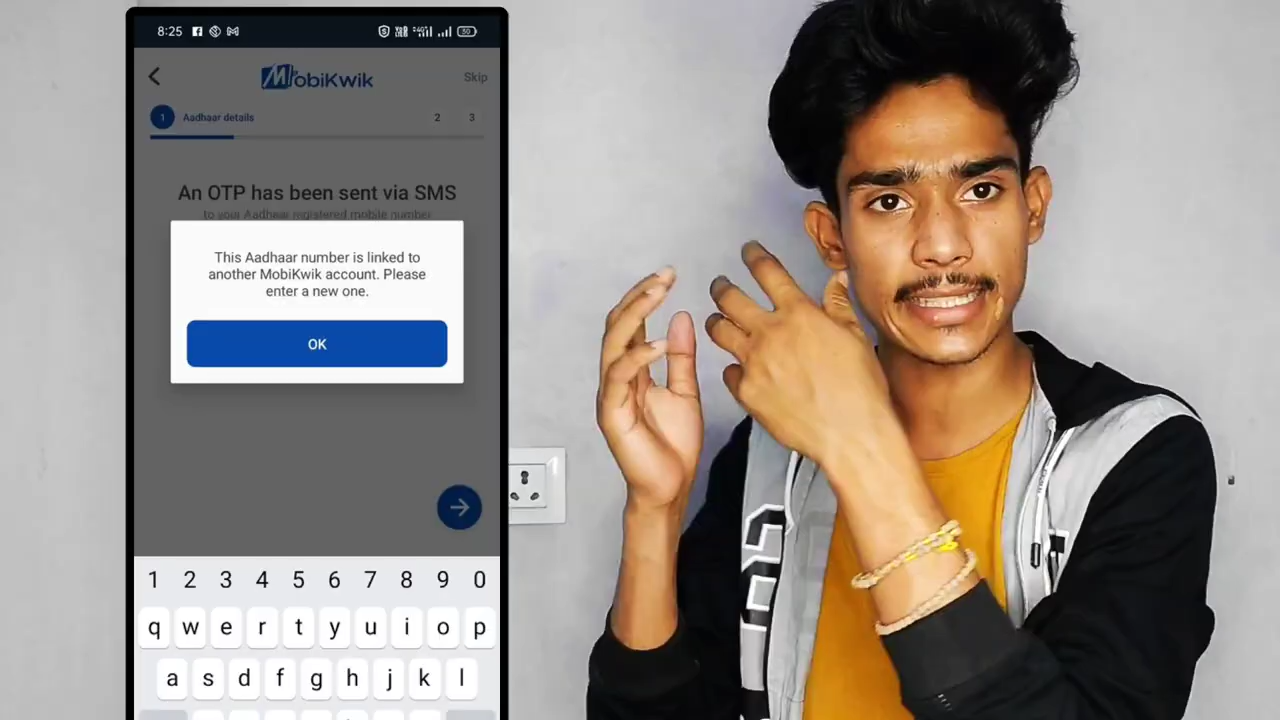 8:25
MobiKwik
Skip
1 Aadhaar details 2 3
An OTP has been sent via SMS
to your Aadhaar registered mobile number
This Aadhaar number is linked to
another MobiKwik account. Please
enter a new one.
OK
1 2 3 4 5 6 7 8 9 0
q w e r t y u i o p
a s d f g h j k l